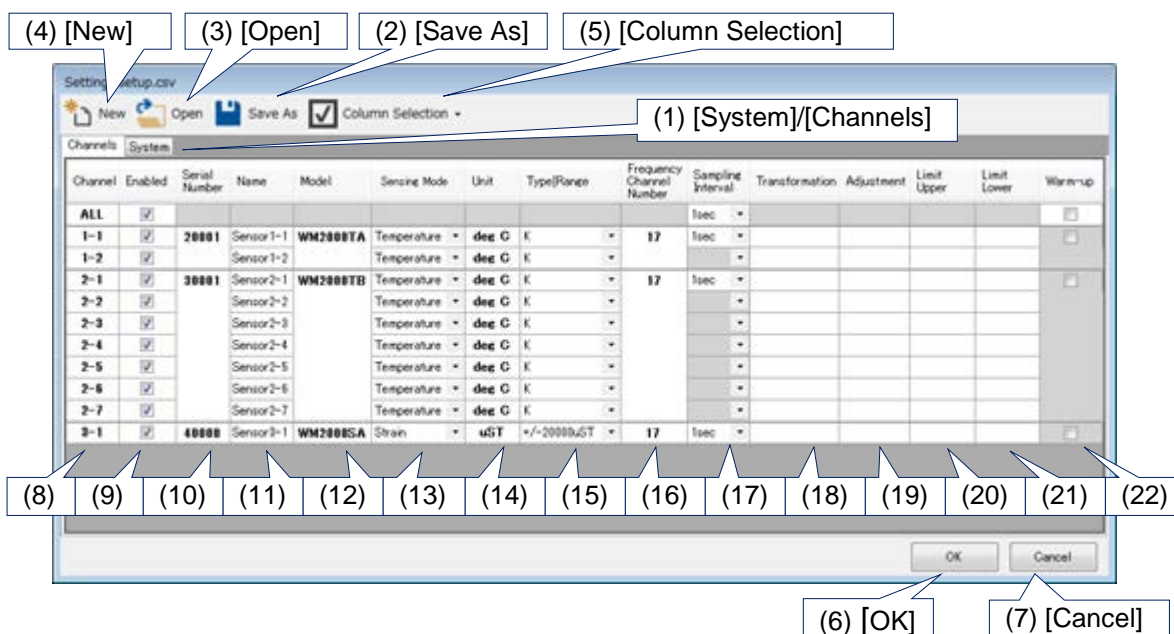 (4) [New] (3) [Open] (2) [Save As] (5) [Column Selection]
Setting setup.csv
New Open Save As Column Selection
(1) [System]/[Channels]
Channels System
Channel Enabled Serial Number Name Model Sensing Mode Unit Type|Range Frequency Channel Number Sampling Interval Transformation Adjustment Limit Upper Limit Lower Warm-up
ALL 1sec
1-1 20001 Sensor1-1 WM2000TA Temperature deg C K 17 1sec
1-2 Sensor1-2 Temperature deg C K
2-1 30001 Sensor2-1 WM2000TB Temperature deg C K 17 1sec
2-2 Sensor2-2 Temperature deg C K
2-3 Sensor2-3 Temperature deg C K
2-4 Sensor2-4 Temperature deg C K
2-5 Sensor2-5 Temperature deg C K
2-6 Sensor2-6 Temperature deg C K
2-7 Sensor2-7 Temperature deg C K
3-1 40000 Sensor3-1 WM2000SA Strain uST +/-20000uST 17 1sec
(8) (9) (10) (11) (12) (13) (14) (15) (16) (17) (18) (19) (20) (21) (22)
OK Cancel
(6) [OK] (7) [Cancel]